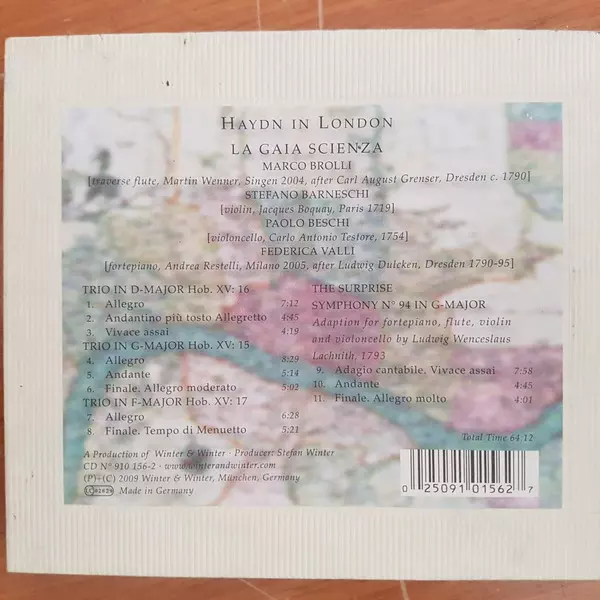 HAYDN IN LONDON
LA GAIA SCIENZA
MARCO BROLLI
[traverse flute, Martin Wenner, Singen 2004, after Carl August Grenser, Dresden c. 1790]
STEFANO BARNESCHI
[violin, Jacques Boquay, Paris 1719]
PAOLO BESCHI
[violoncello, Carlo Antonio Testore, 1754]
FEDERICA VALLI
[fortepiano, Andrea Restelli, Milano 2005, after Ludwig Dulcken, Dresden 1790-95]
TRIO IN D-MAJOR Hob. XV: 16
1. Allegro 7:12
2. Andantino più tosto Allegretto 4:45
3. Vivace assai 4:19
TRIO IN G-MAJOR Hob. XV: 15
4. Allegro 8:29
5. Andante 5:14
6. Finale. Allegro moderato 5:02
TRIO IN F-MAJOR Hob. XV: 17
7. Allegro 6:28
8. Finale. Tempo di Menuetto 5:21
THE SURPRISE
SYMPHONY N° 94 IN G-MAJOR
Adaption for fortepiano, flute, violin
and violoncello by Ludwig Wenceslaus
Lachnith, 1793
9. Adagio cantabile. Vivace assai 7:58
10. Andante 4:45
11. Finale. Allegro molto 4:01
Total Time 64:12
A Production of Winter & Winter · Producer: Stefan Winter
CD N° 910 156-2 · www.winterandwinter.com
(P)+(C) 2009 Winter & Winter, München, Germany
Made in Germany
0 25091 01562 7